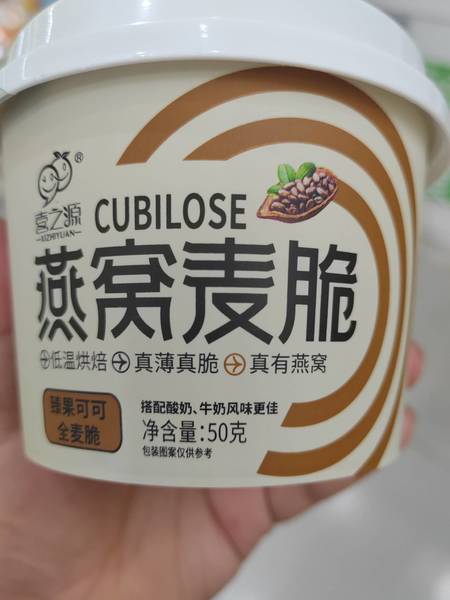 ®
喜之源
XIZHIYUAN
CUBILOSE
燕窝麦脆
低温烘焙 真薄真脆 真有燕窝
臻果可可
全麦脆
搭配酸奶、牛奶风味更佳
净含量:50克
包装图案仅供参考